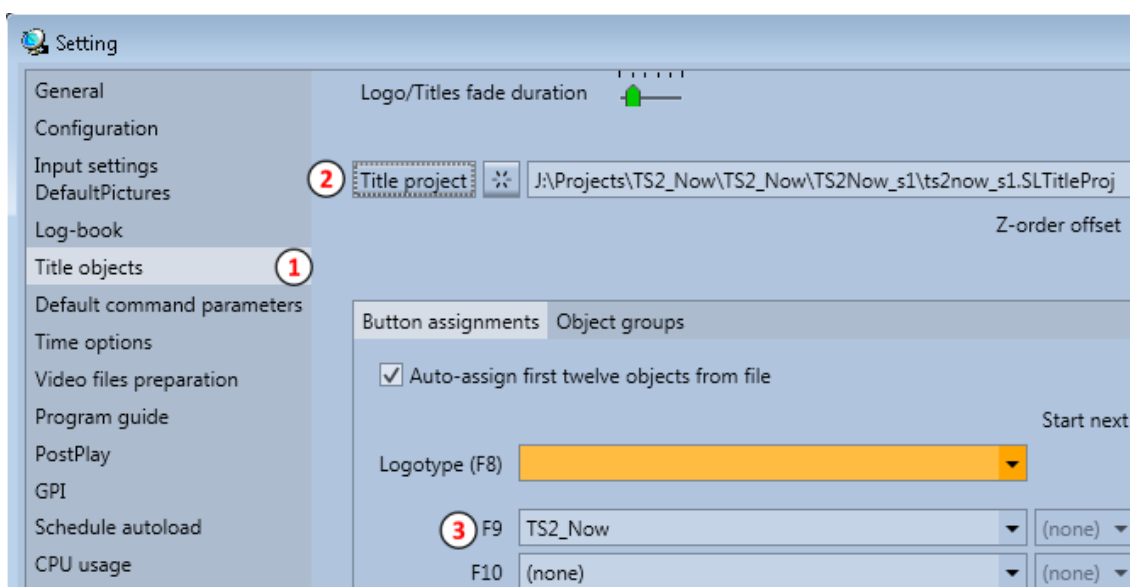 Setting
General
Configuration
Input settings
DefaultPictures
Log-book
Title objects
1
Default command parameters
Time options
Video files preparation
Program guide
PostPlay
GPI
Schedule autoload
CPU usage
Logo/Titles fade duration
2 Title project J:\Projects\TS2_Now\TS2_Now\TS2Now_s1\ts2now_s1.SLTitleProj
Z-order offset
Button assignments Object groups
Auto-assign first twelve objects from file
Start next
Logotype (F8)
3 F9 TS2_Now (none)
F10 (none) (none)